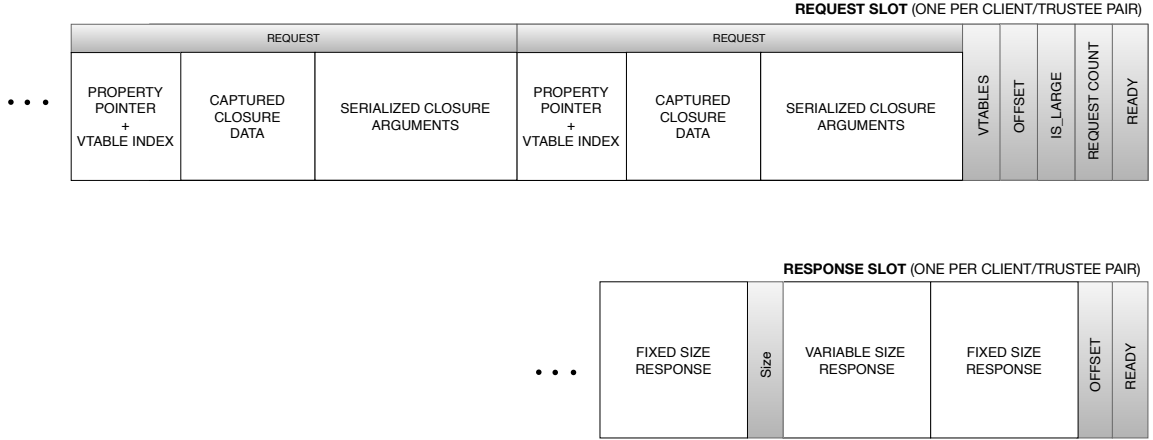 REQUEST SLOT (ONE PER CLIENT/TRUSTEE PAIR)
REQUEST
REQUEST
• • •
PROPERTY
POINTER
+
VTABLE INDEX
CAPTURED
CLOSURE
DATA
SERIALIZED CLOSURE
ARGUMENTS
PROPERTY
POINTER
+
VTABLE INDEX
CAPTURED
CLOSURE
DATA
SERIALIZED CLOSURE
ARGUMENTS
VTABLES
OFFSET
IS_LARGE
REQUEST COUNT
READY
RESPONSE SLOT (ONE PER CLIENT/TRUSTEE PAIR)
• • •
FIXED SIZE
RESPONSE
Size
VARIABLE SIZE
RESPONSE
FIXED SIZE
RESPONSE
OFFSET
READY